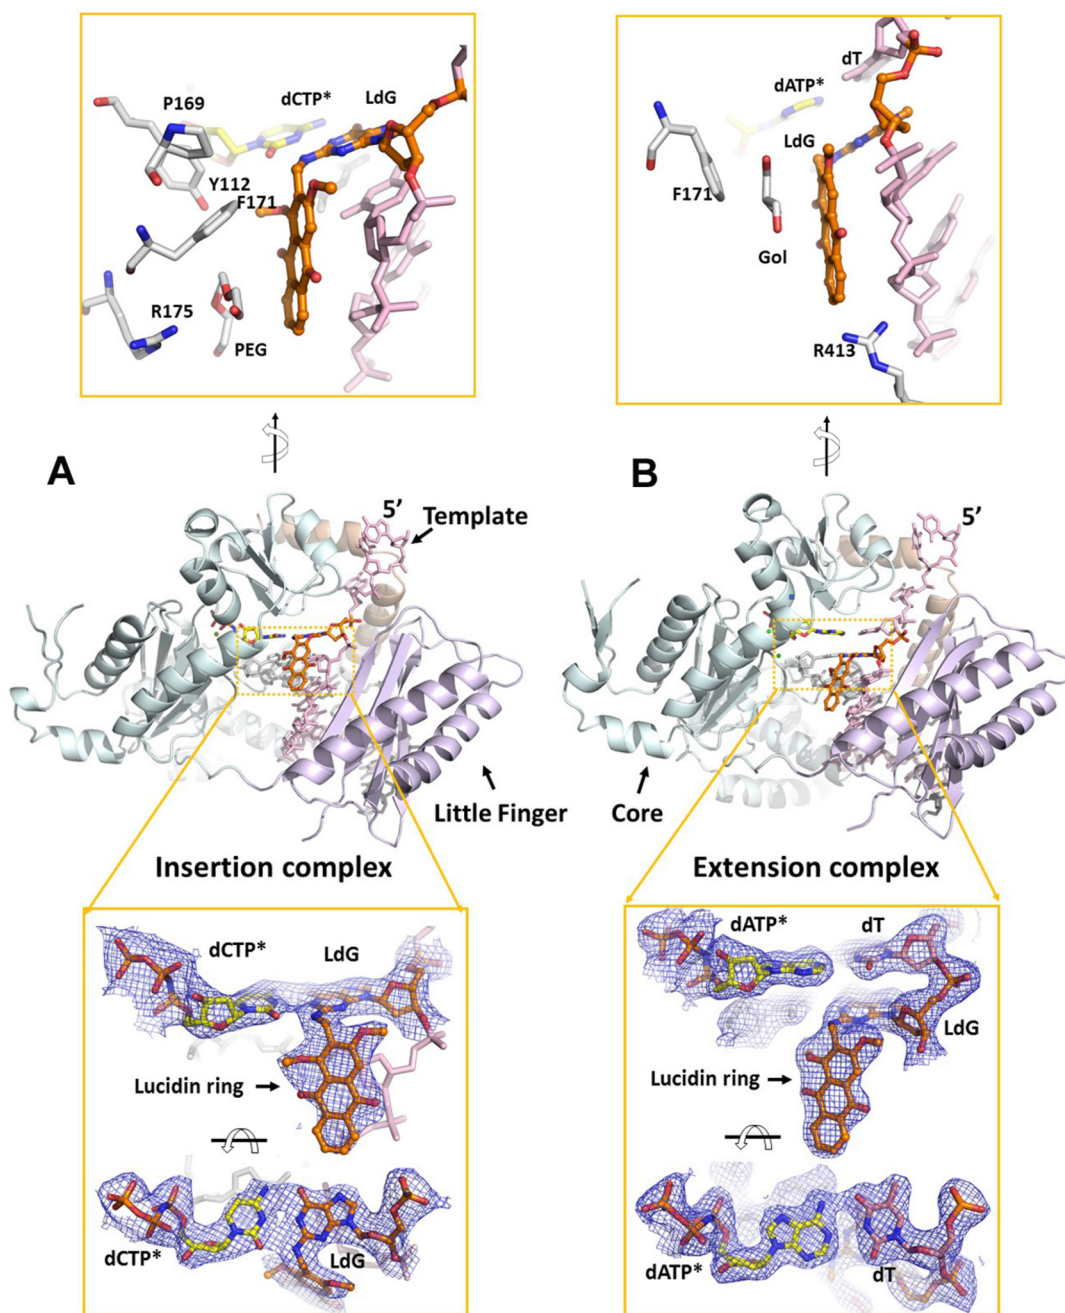 P169
dCTP*
LdG
Y112
F171
R175
PEG
dT
dATP*
LdG
F171
Gol
R413
A
5’
Template
Little Finger
Insertion complex
B
5’
Core
Extension complex
dCTP*
LdG
Lucidin ring
dCTP*
LdG
dATP*
dT
LdG
Lucidin ring
dATP*
dT